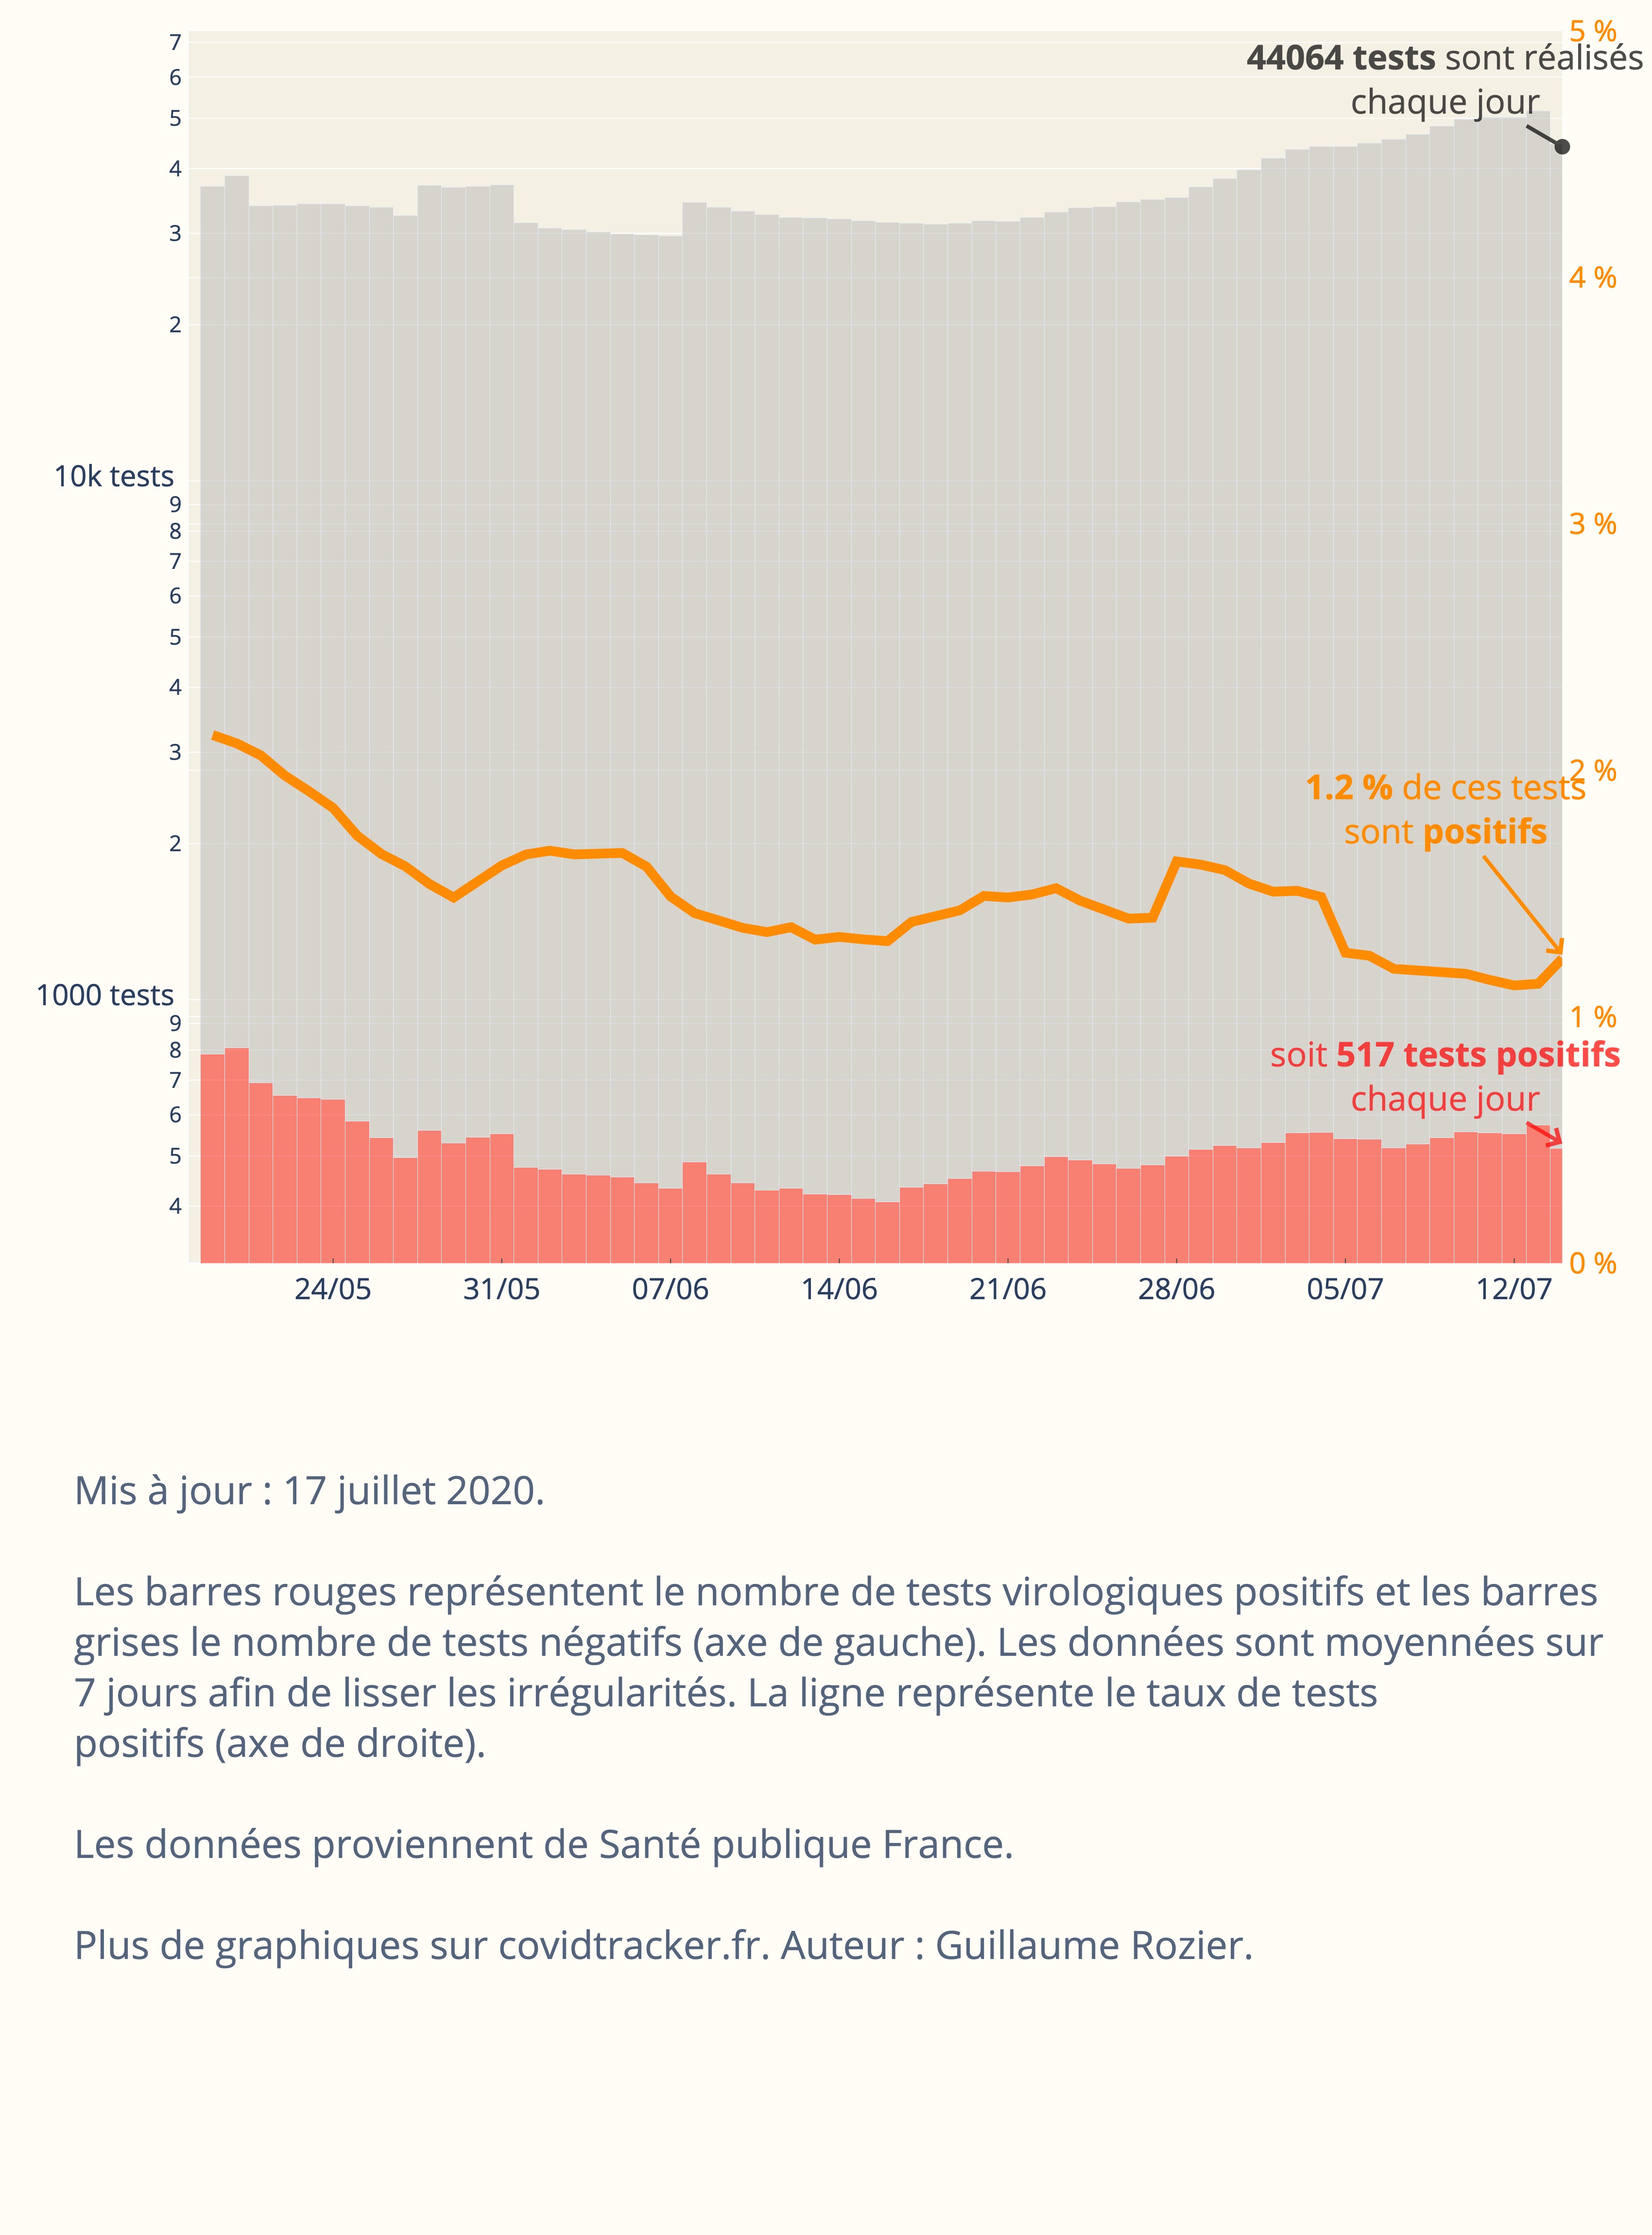 7
6
5
4
3
2
10k tests
9
8
7
6
5
4
3
2
1000 tests
9
8
7
6
5
4
5 %
4 %
3 %
2 %
1 %
0 %
44064 tests sont réalisés
chaque jour
1.2 % de ces tests
sont positifs
soit 517 tests positifs
chaque jour
24/05 31/05 07/06 14/06 21/06 28/06 05/07 12/07
Mis à jour : 17 juillet 2020.
Les barres rouges représentent le nombre de tests virologiques positifs et les barres
grises le nombre de tests négatifs (axe de gauche). Les données sont moyennées sur
7 jours afin de lisser les irrégularités. La ligne représente le taux de tests
positifs (axe de droite).
Les données proviennent de Santé publique France.
Plus de graphiques sur covidtracker.fr. Auteur : Guillaume Rozier.